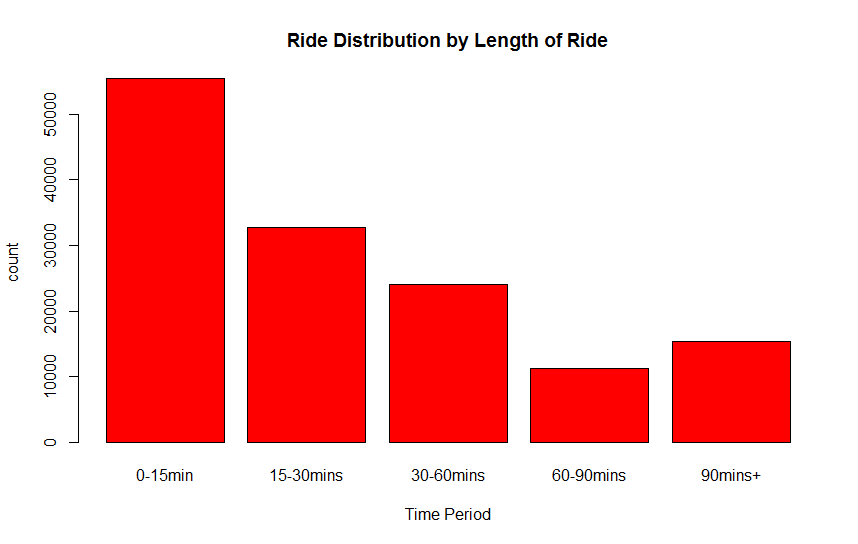 Ride Distribution by Length of Ride
count
50000
40000
30000
20000
10000
0
0-15min 15-30mins 30-60mins 60-90mins 90mins+
Time Period